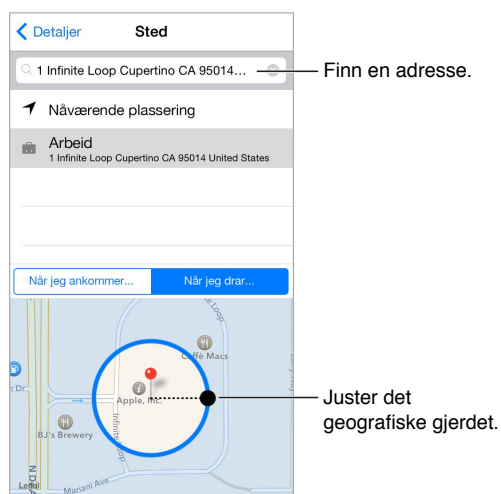 Detaljer
Sted
1 Infinite Loop Cupertino CA 95014...
Finn en adresse.
Nåværende plassering
Arbeid
1 Infinite Loop Cupertino CA 95014 United States
Når jeg ankommer...
Når jeg drar...
Loop
Caffè Macs
Dr
Apple, Inc.
BJ's Brewery
Infinite Loop
N D
Mariani Ave
Legal
Juster det
geografiske gjerdet.